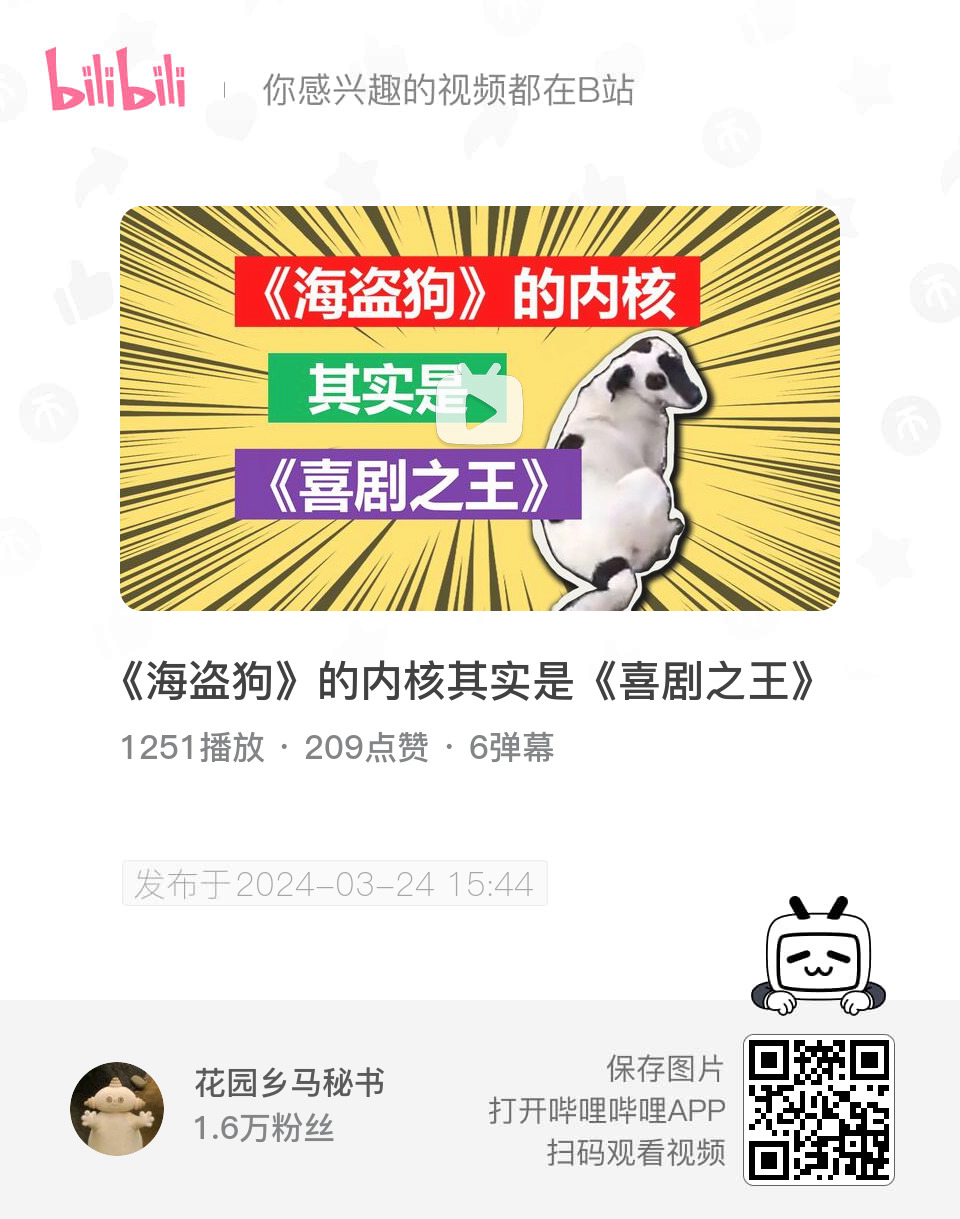 bilibili
你感兴趣的视频都在B站
《海盗狗》的内核
其实是
《喜剧之王》
《海盗狗》的内核其实是《喜剧之王》
1251播放 · 209点赞 · 6弹幕
发布于2024-03-24 15:44
花园乡马秘书
1.6万粉丝
保存图片
打开哔哩哔哩APP
扫码观看视频